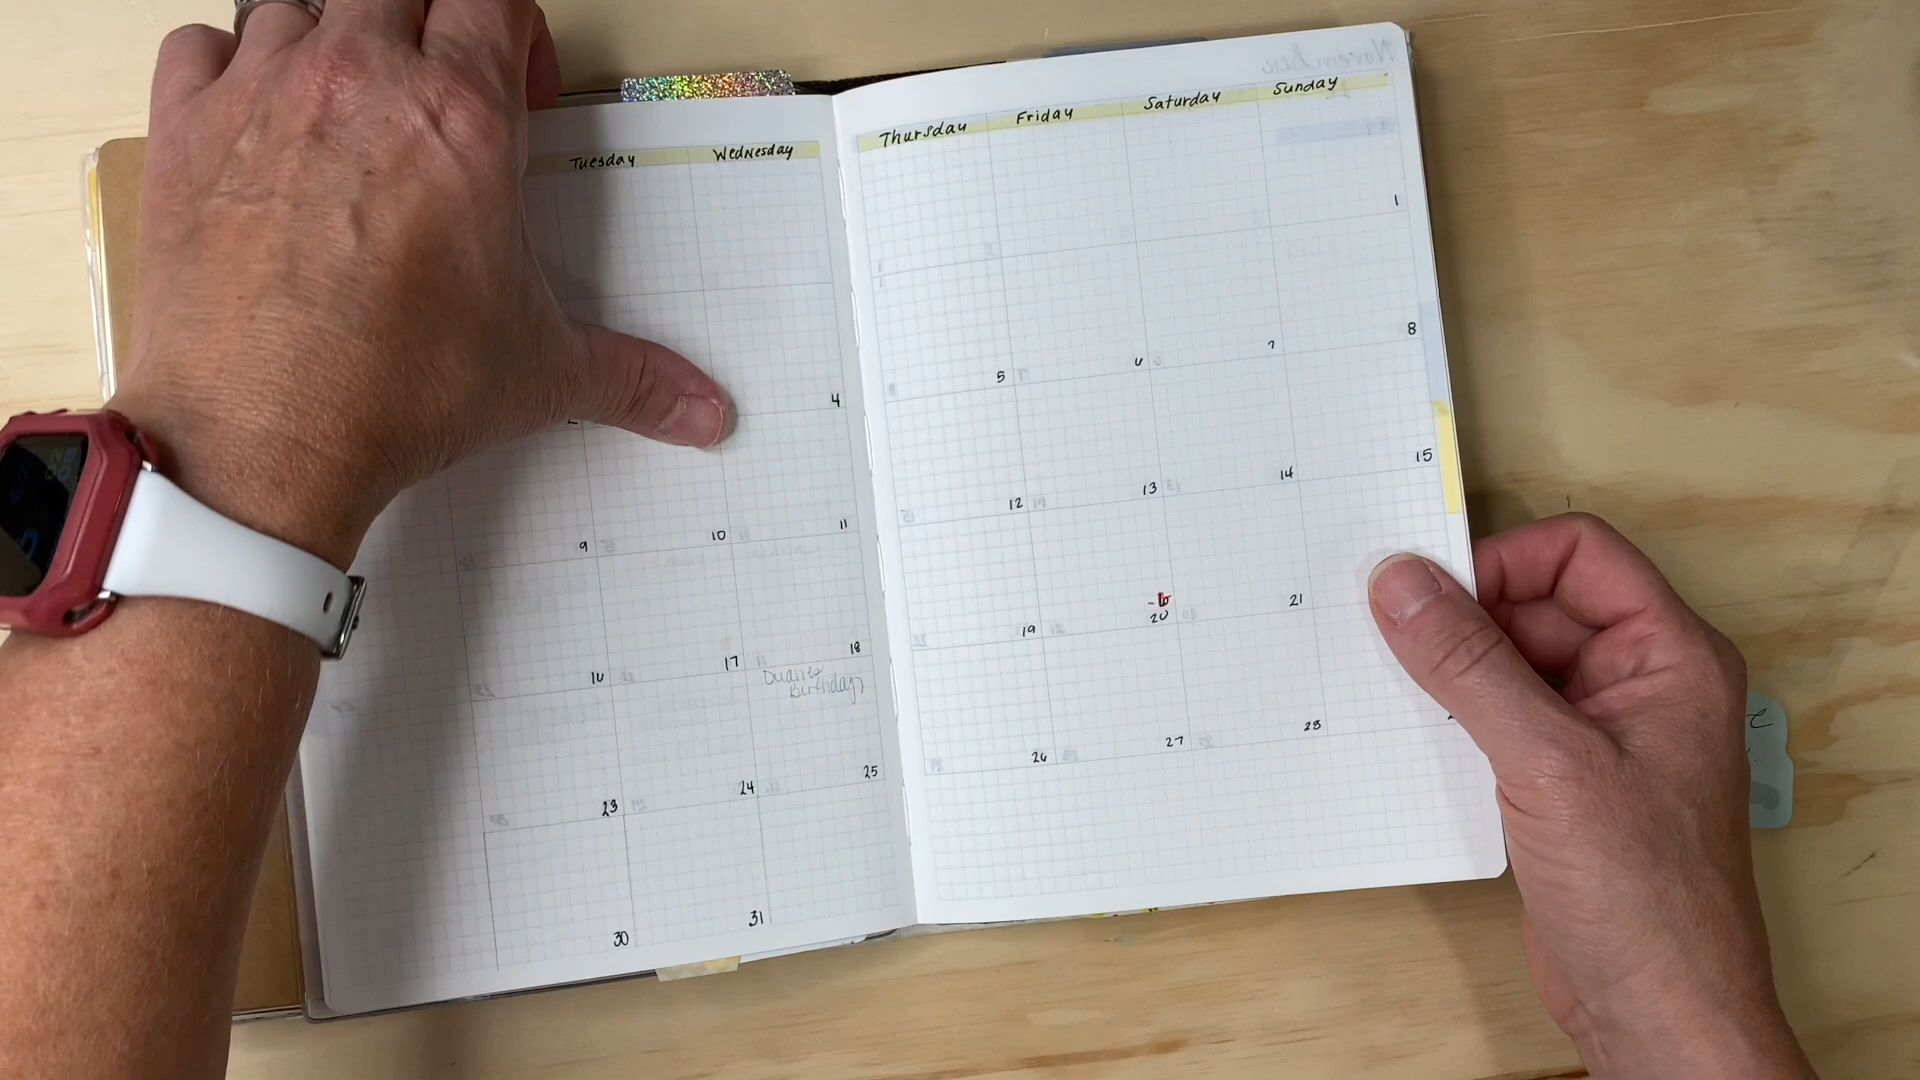 Tuesday Wednesday Thursday Friday Saturday Sunday
1
4 5 6 7 8
9 10 11 12 13 14 15
-6
16 17 18 19 20 21
Duane's
Birthday
23 24 25 26 27 28
30 31